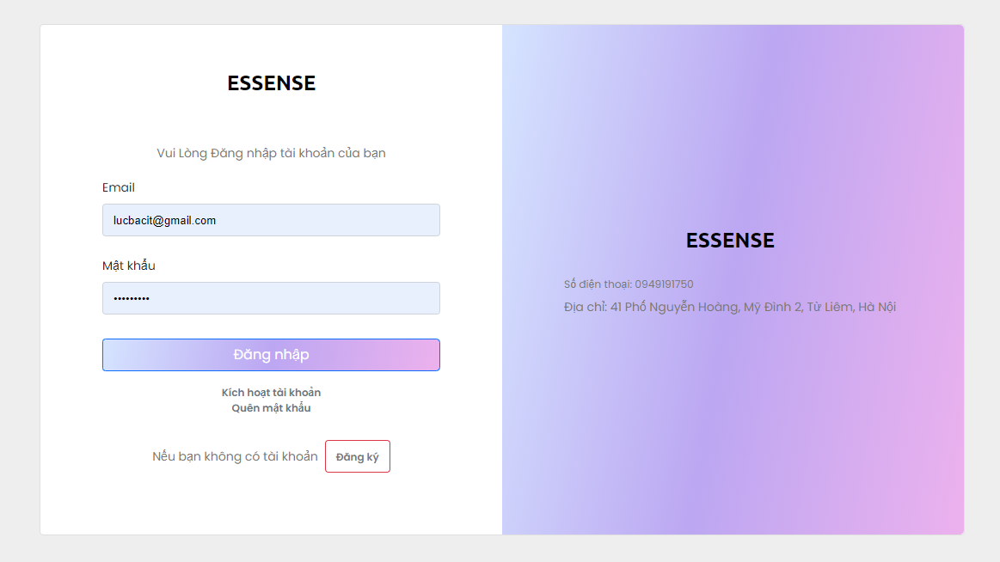 ESSENSE
Vui Lòng Đăng nhập tài khoản của bạn
Email
lucbacit@gmail.com
Mật khẩu
•••••••••
Đăng nhập
Kích hoạt tài khoản
Quên mật khẩu
Nếu bạn không có tài khoản Đăng ký
ESSENSE
Số điện thoại: 0949191750
Địa chỉ: 41 Phố Nguyễn Hoàng, Mỹ Đình 2, Từ Liêm, Hà Nội